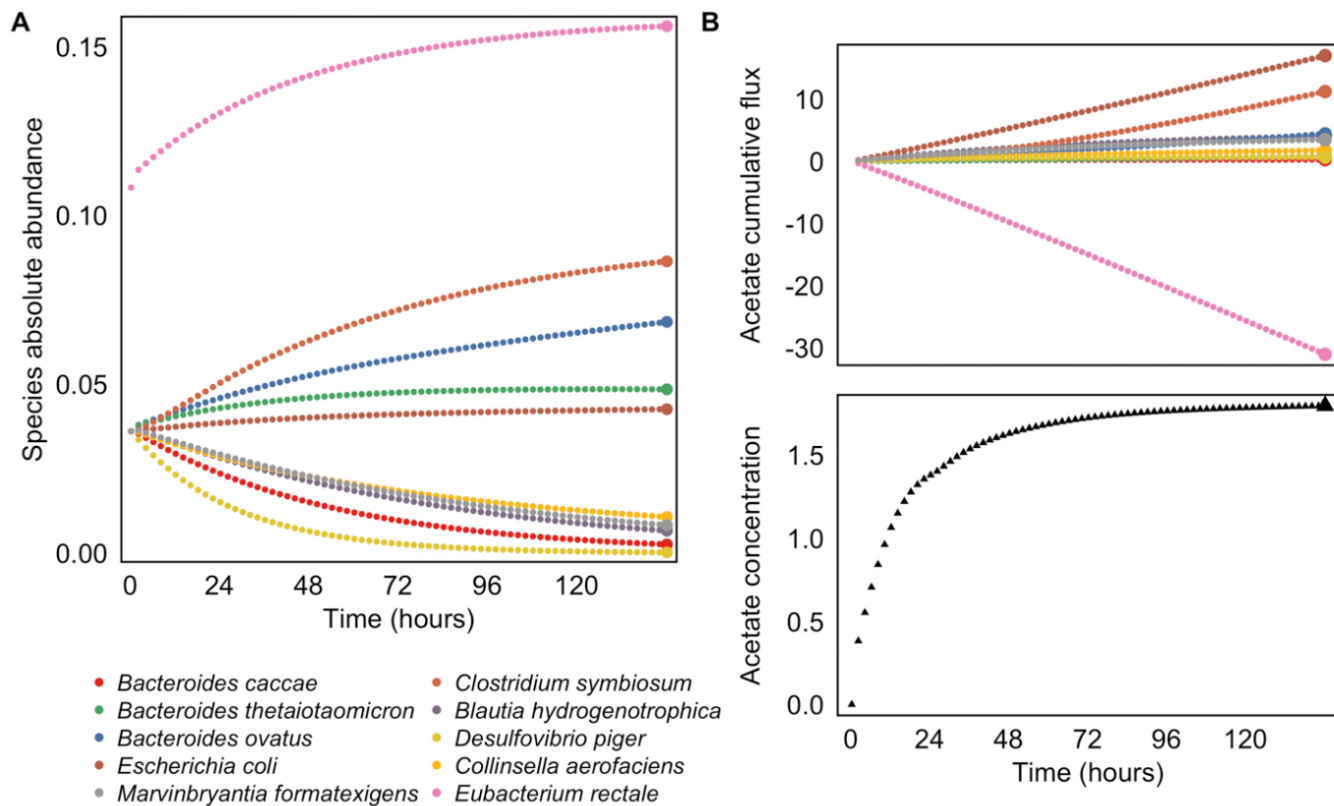 A
Species absolute abundance
0.15
0.10
0.05
0.00
0
24
48
72
96
120
Time (hours)
B
Acetate cumulative flux
10
0
-10
-20
-30
Acetate concentration
1.5
1.0
0.5
0.0
0
24
48
72
96
120
Time (hours)
Bacteroides caccae
Bacteroides thetaiotaomicron
Bacteroides ovatus
Escherichia coli
Marvinbryantia formatexigens
Clostridium symbiosum
Blautia hydrogenotrophica
Desulfovibrio piger
Collinsella aerofaciens
Eubacterium rectale